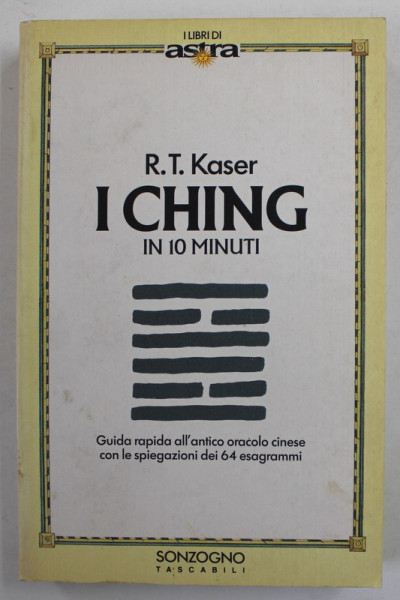 I LIBRI DI
astra
R.T. Kaser
I CHING
IN 10 MINUTI
Guida rapida all'antico oracolo cinese
con le spiegazioni dei 64 esagrammi
SONZOGNO
TASCABILI